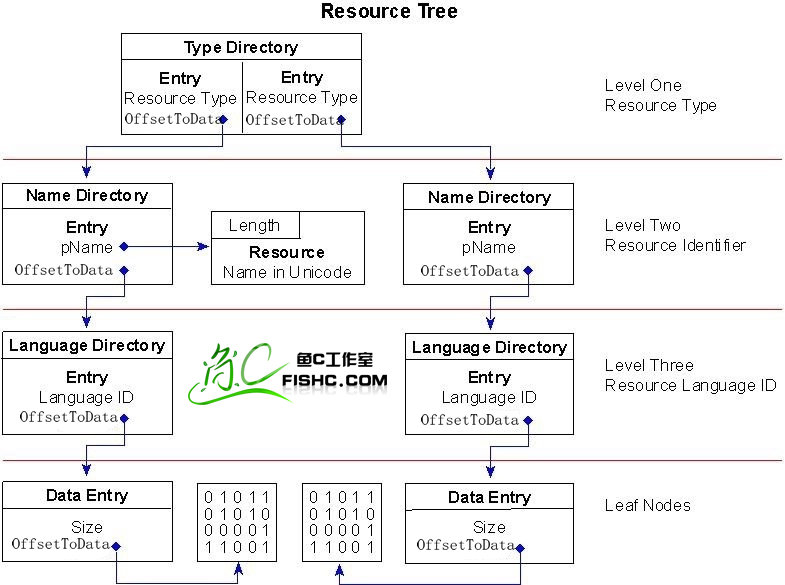 Resource Tree
Type Directory
Entry
Resource Type
OffsetToData
Entry
Resource Type
OffsetToData
Level One
Resource Type
Name Directory
Entry
pName
OffsetToData
Length
Resource
Name in Unicode
Name Directory
Entry
pName
OffsetToData
Level Two
Resource Identifier
Language Directory
Entry
Language ID
OffsetToData
鱼C
鱼C工作室
FISHC.COM
Language Directory
Entry
Language ID
OffsetToData
Level Three
Resource Language ID
Data Entry
Size
OffsetToData
0 1 0 1 1
0 1 0 1 0
0 0 0 0 1
1 1 0 0 1
0 1 0 1 1
0 1 0 1 0
0 0 0 0 1
1 1 0 0 1
Data Entry
Size
OffsetToData
Leaf Nodes